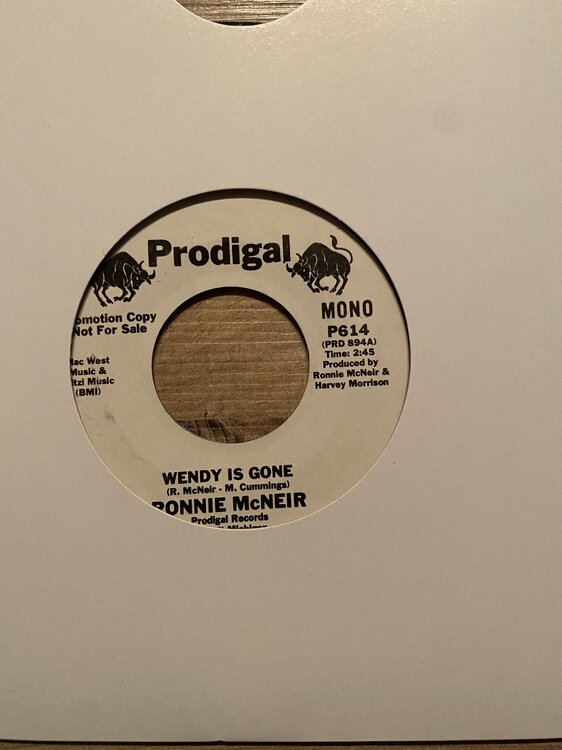 Prodigal
omotion Copy
Not For Sale
MONO
P614
(PRD 894A)
Time: 2:45
Produced by
Ronnie McNeir &
Harvey Morrison
ac West
Music &
tzi Music
(BMI)
WENDY IS GONE
(R. McNeir - M. Cummings)
RONNIE McNEIR
Prodigal Records